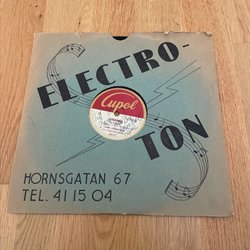 ELECTRO-
Cupol
TON
HORNSGATAN 67
TEL. 41 15 04